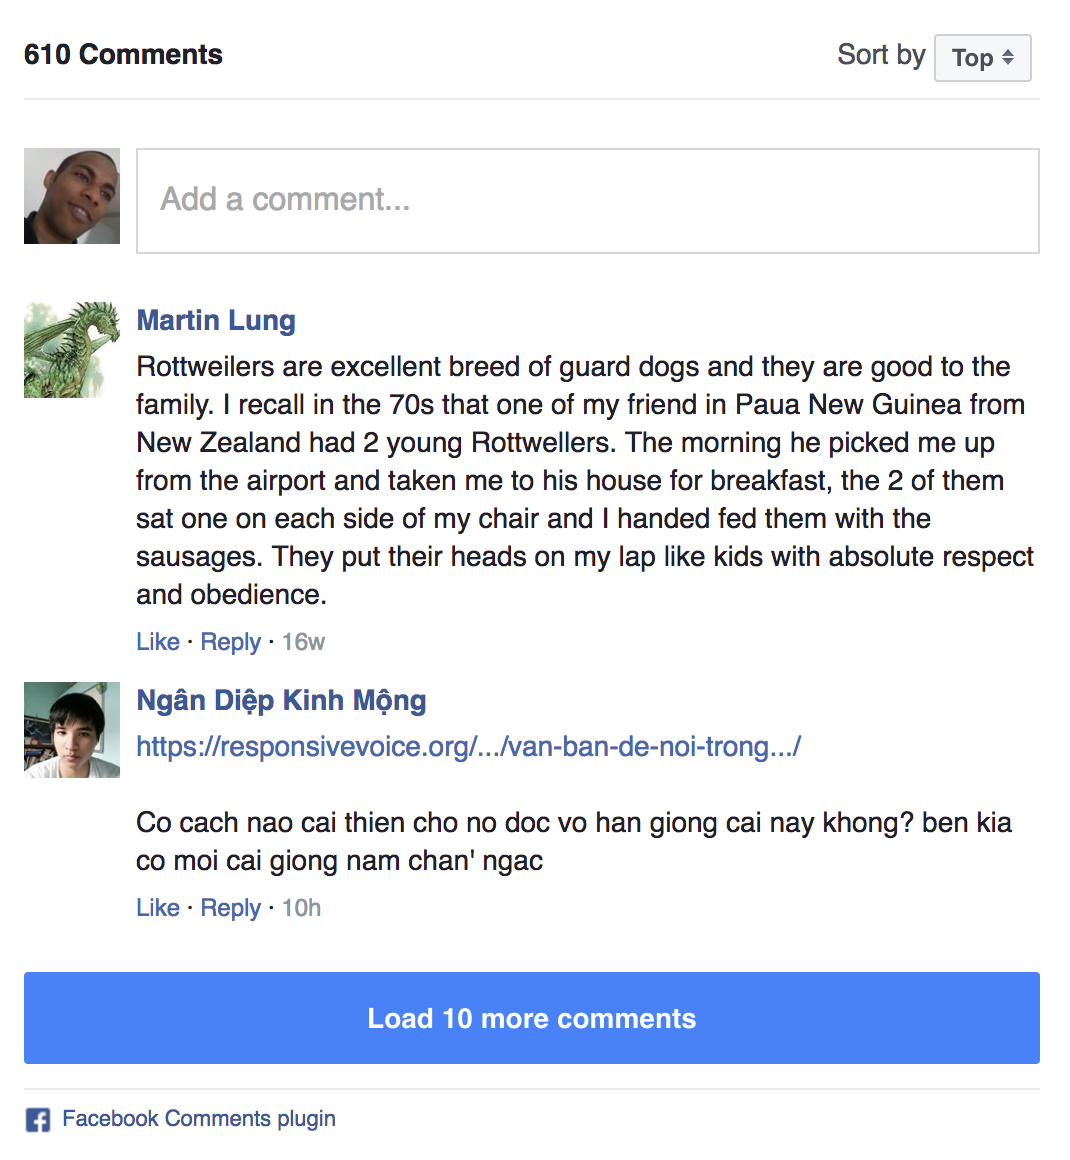 610 Comments
Sort by Top
Add a comment...
Martin Lung
Rottweilers are excellent breed of guard dogs and they are good to the
family. I recall in the 70s that one of my friend in Paua New Guinea from
New Zealand had 2 young Rottwellers. The morning he picked me up
from the airport and taken me to his house for breakfast, the 2 of them
sat one on each side of my chair and I handed fed them with the
sausages. They put their heads on my lap like kids with absolute respect
and obedience.
Like · Reply · 16w
Ngân Diệp Kinh Mộng
https://responsivevoice.org/.../van-ban-de-noi-trong.../
Co cach nao cai thien cho no doc vo han giong cai nay khong? ben kia
co moi cai giong nam chan' ngac
Like · Reply · 10h
Load 10 more comments
Facebook Comments plugin